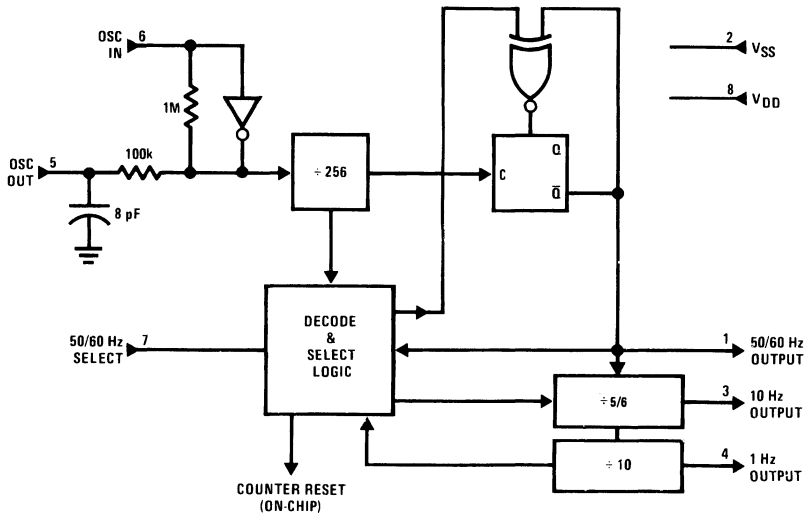 OSC
IN
6
1M
OSC
OUT
5
100k
8 pF
÷ 256
C
Q
Q̅
2
VSS
8
VDD
50/60 Hz
SELECT
7
DECODE
&
SELECT
LOGIC
1
50/60 Hz
OUTPUT
÷5/6
3
10 Hz
OUTPUT
÷ 10
4
1 Hz
OUTPUT
COUNTER RESET
(ON-CHIP)